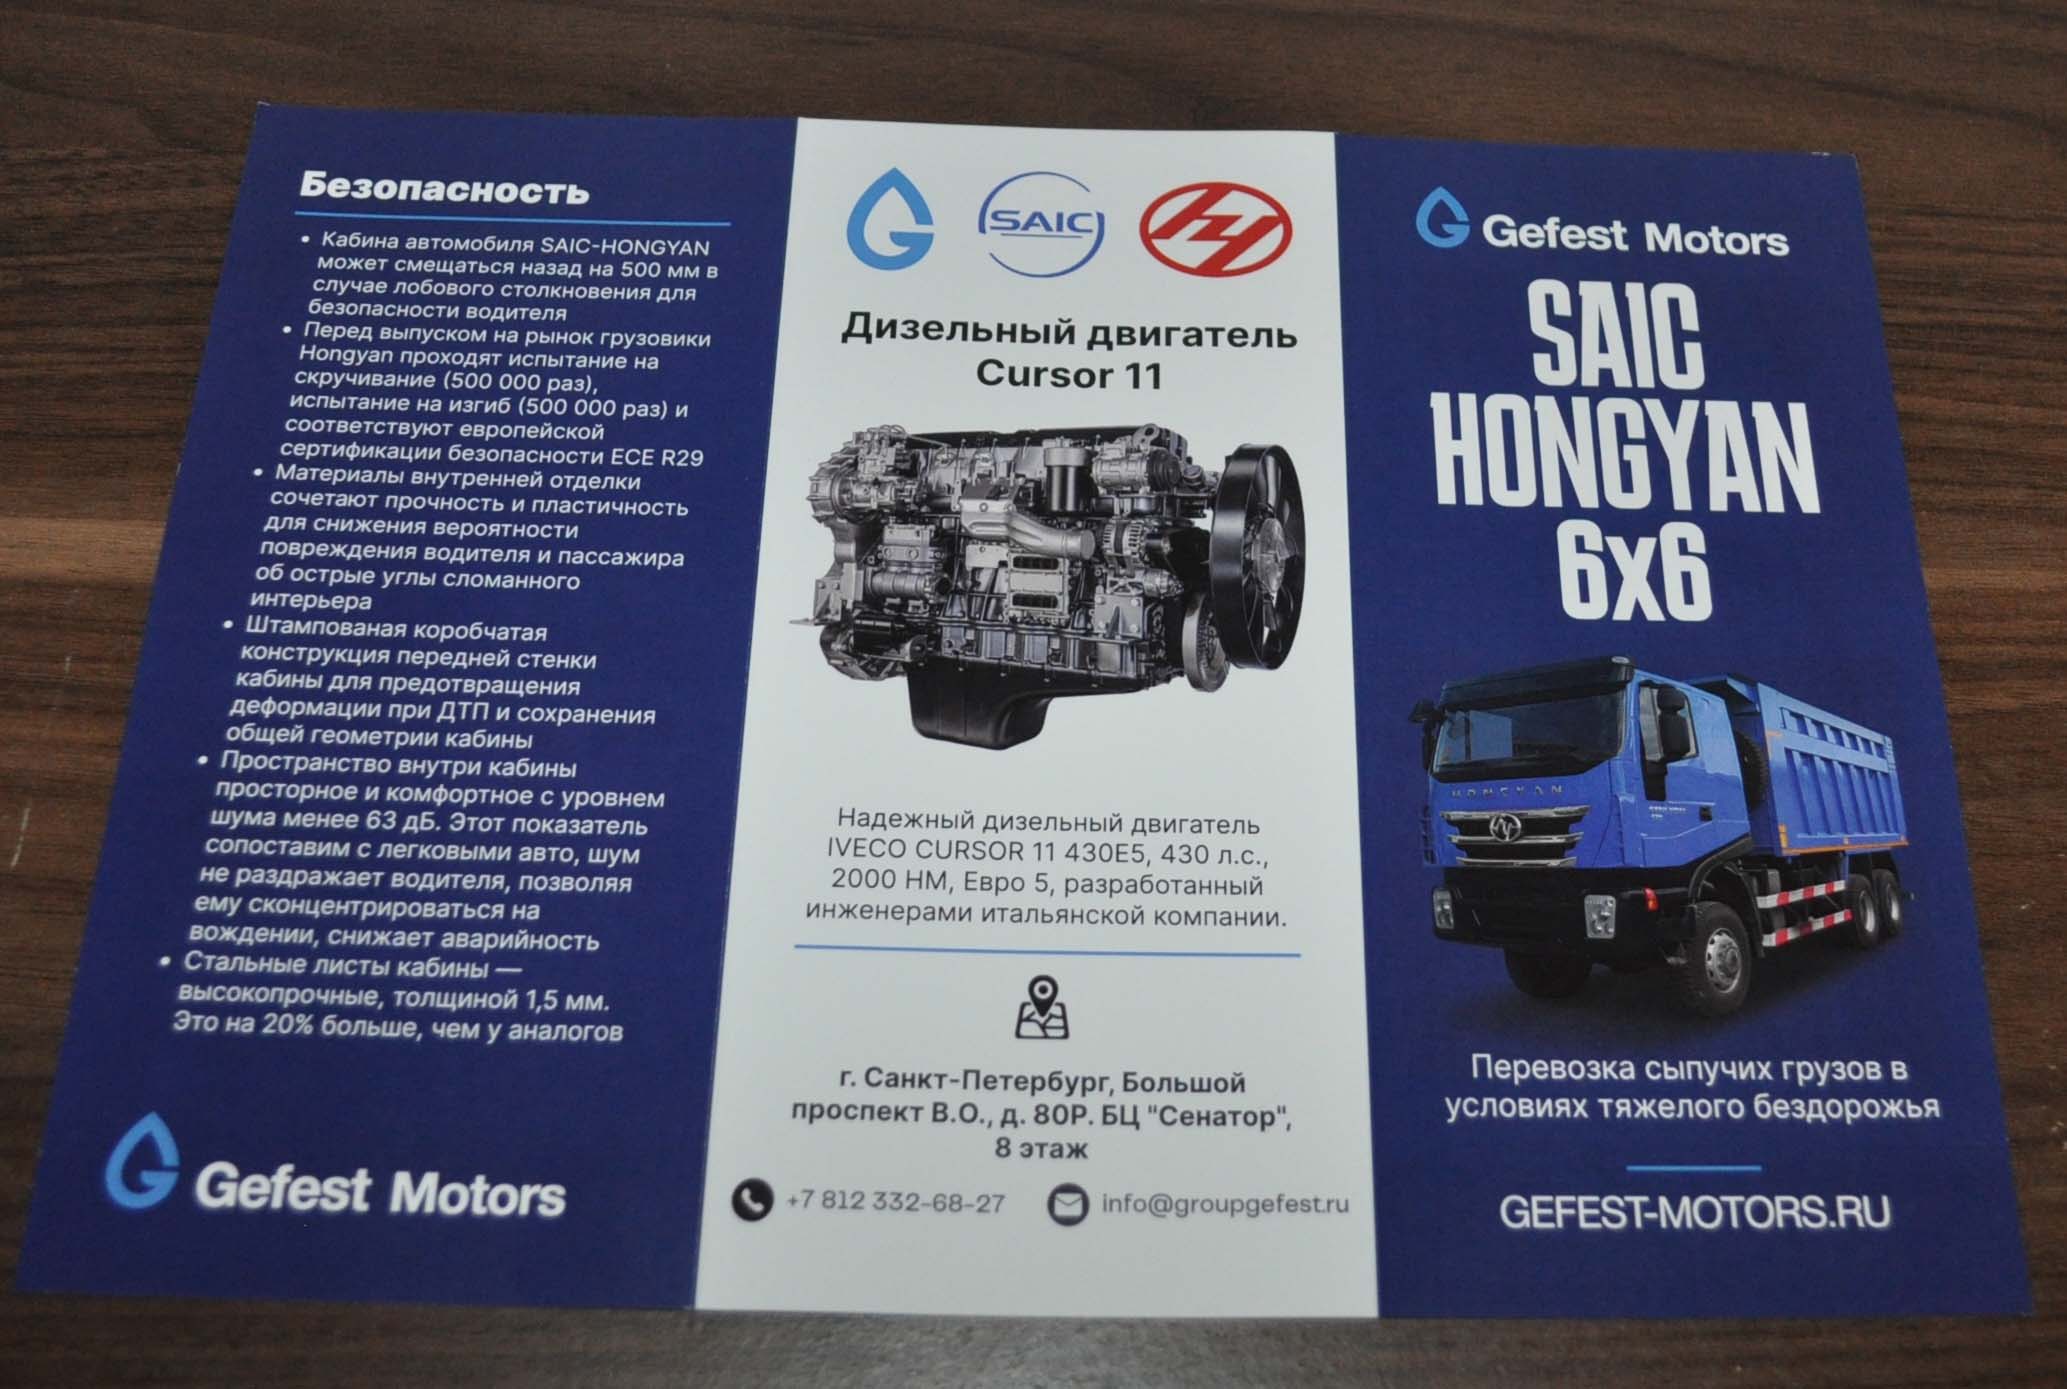 Безопасность
• Кабина автомобиля SAIC-HONGYAN
может смещаться назад на 500 мм в
случае лобового столкновения для
безопасности водителя
• Перед выпуском на рынок грузовики
Hongyan проходят испытание на
скручивание (500 000 раз),
испытание на изгиб (500 000 раз) и
соответствуют европейской
сертификации безопасности ECE R29
• Материалы внутренней отделки
сочетают прочность и пластичность
для снижения вероятности
повреждения водителя и пассажира
об острые углы сломанного
интерьера
• Штампованая коробчатая
конструкция передней стенки
кабины для предотвращения
деформации при ДТП и сохранения
общей геометрии кабины
• Пространство внутри кабины
просторное и комфортное с уровнем
шума менее 63 дБ. Этот показатель
сопоставим с легковыми авто, шум
не раздражает водителя, позволяя
ему сконцентрироваться на
вождении, снижает аварийность
• Стальные листы кабины —
высокопрочные, толщиной 1,5 мм.
Это на 20% больше, чем у аналогов
Gefest Motors
SAIC
Дизельный двигатель
Cursor 11
Надежный дизельный двигатель
IVECO CURSOR 11 430E5, 430 л.с.,
2000 НМ, Евро 5, разработанный
инженерами итальянской компании.
г. Санкт-Петербург, Большой
проспект В.О., д. 80Р. БЦ "Сенатор",
8 этаж
+7 812 332-68-27 info@groupgefest.ru
Gefest Motors
SAIC
HONGYAN
6x6
HONGYAN
Перевозка сыпучих грузов в
условиях тяжелого бездорожья
GEFEST-MOTORS.RU